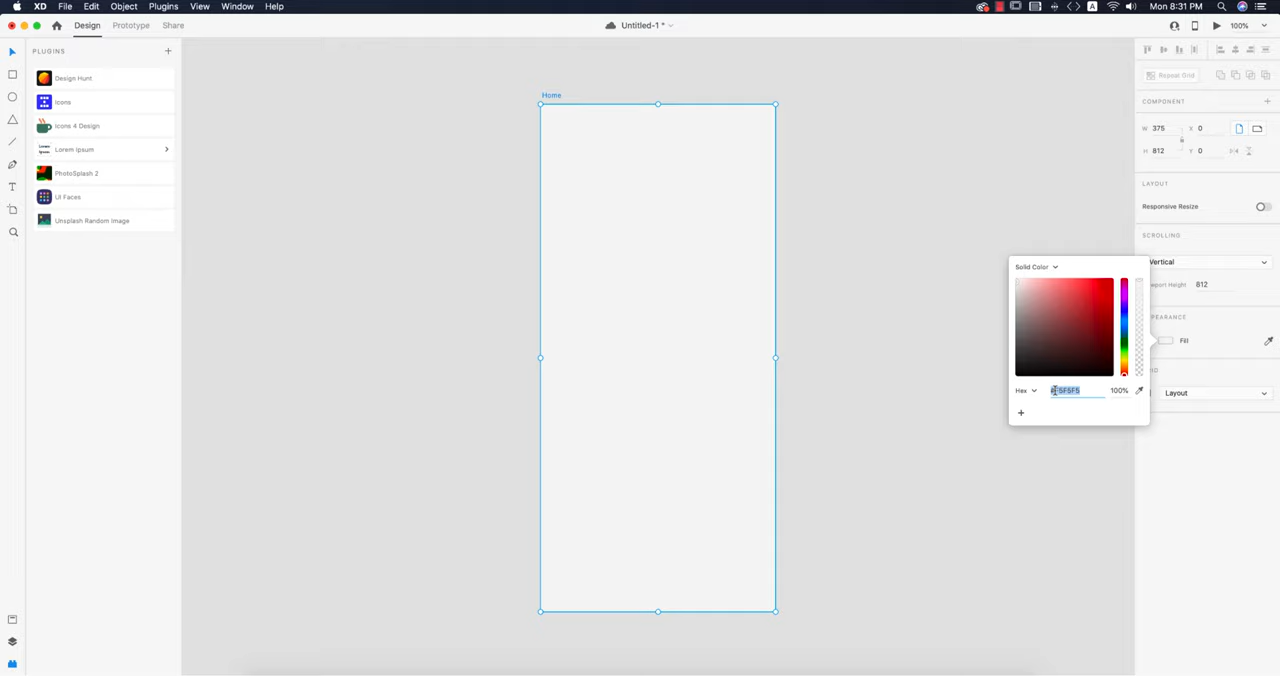 XD File Edit Object Plugins View Window Help
A Mon 8:31 PM
Design Prototype Share
Untitled-1 *
100%
PLUGINS
Design Hunt
Icons
Icons 4 Design
Lorem Ipsum
PhotoSplash 2
UI Faces
Unsplash Random Image
Home
Repeat Grid
COMPONENT
W 375 X 0
H 812 Y 0
LAYOUT
Responsive Resize
SCROLLING
Vertical
812
Fill
Layout
Solid Color
Hex 100%